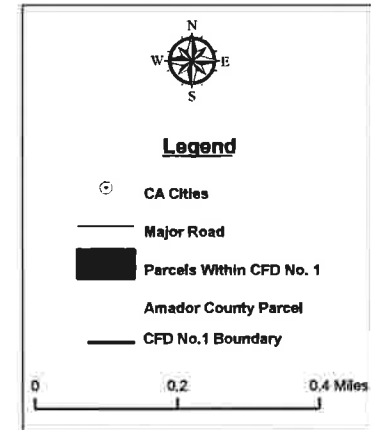 N
W E
S
Legend
CA Cities
Major Road
Parcels Within CFD No. 1
Amador County Parcel
CFD No.1 Boundary
0 0.2 0.4 Miles